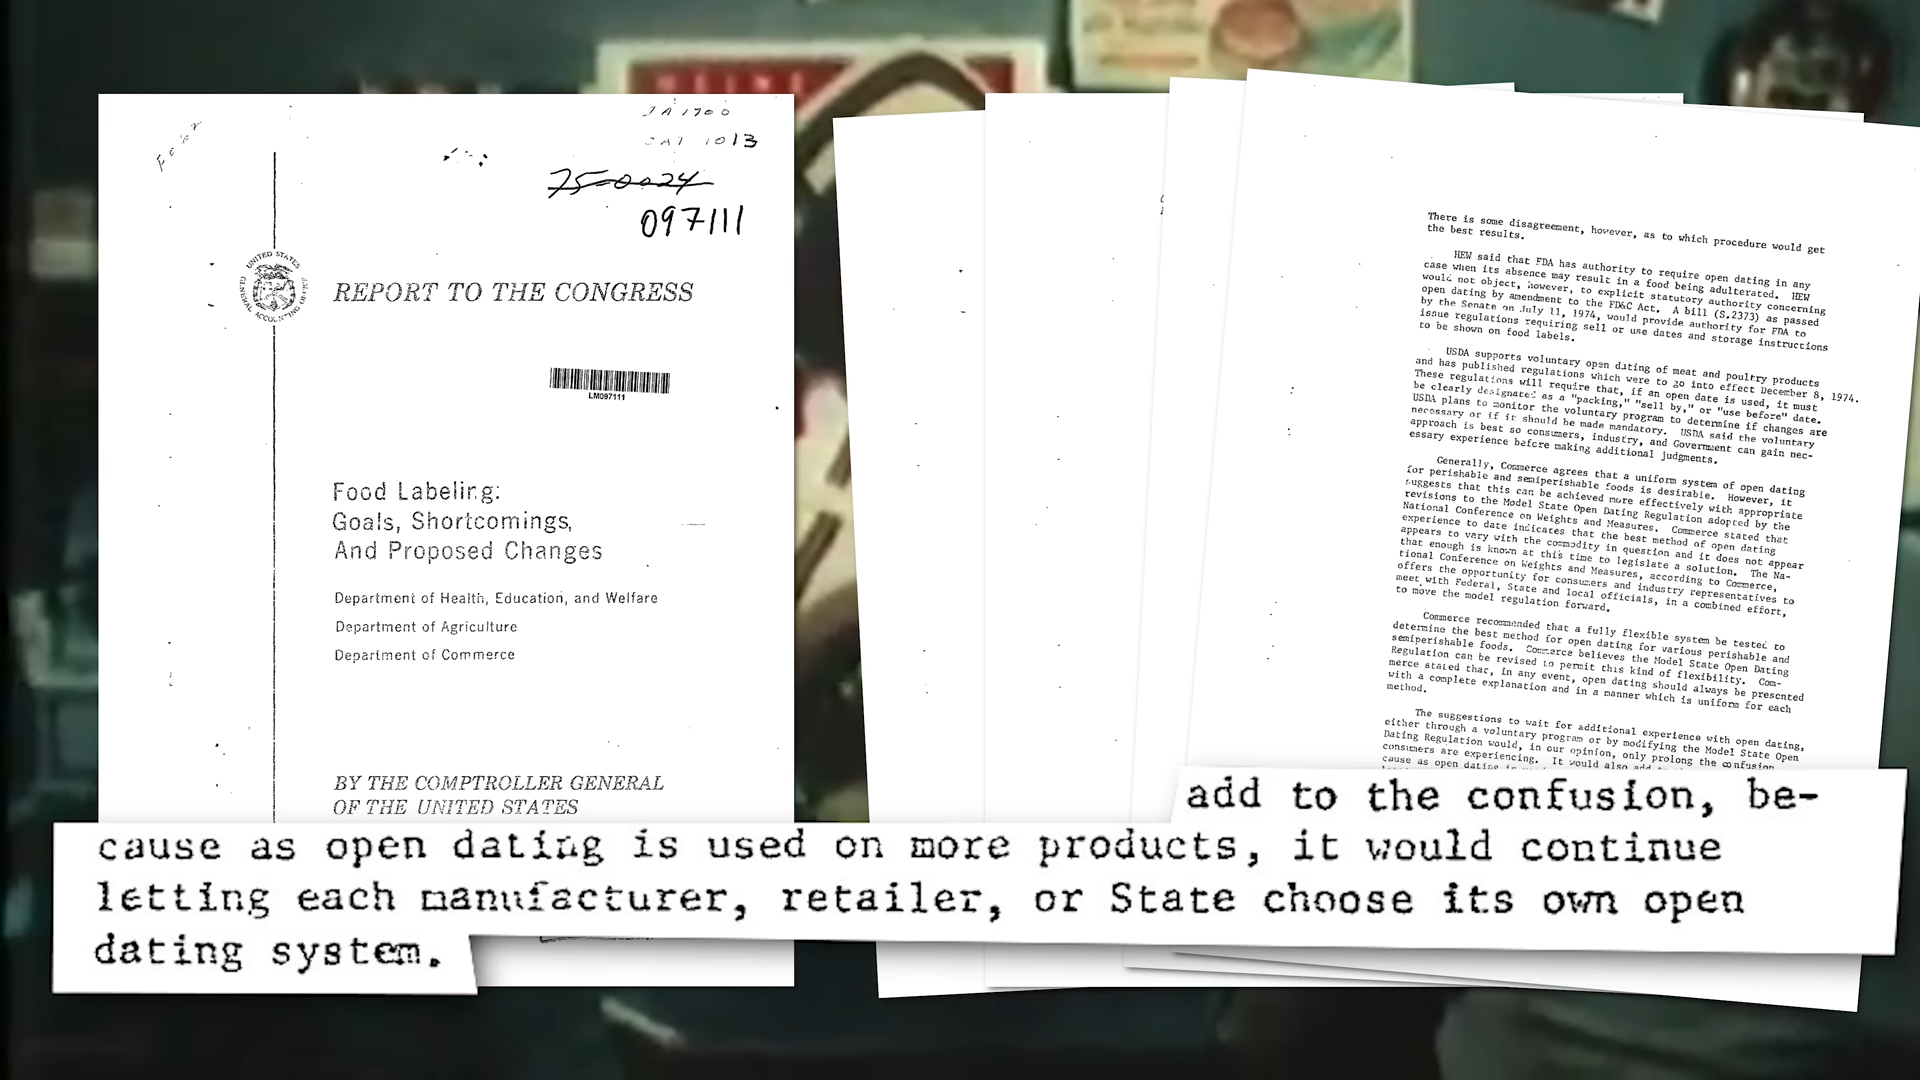 097111
75-0024
1013
UNITED STATES
GENERAL ACCOUNTING OFFICE
REPORT TO THE CONGRESS
LM097111
Food Labeling:
Goals, Shortcomings,
And Proposed Changes
Department of Health, Education, and Welfare
Department of Agriculture
Department of Commerce
BY THE COMPTROLLER GENERAL
OF THE UNITED STATES
There is some disagreement, however, as to which procedure would get
the best results.
HEW said that FDA has authority to require open dating in any
case when its absence may result in a food being adulterated. HEW
would not object, however, to explicit statutory authority concerning
open dating by amendment to the FD&C Act. A bill (S.2373) as passed
by the Senate on July 11, 1974, would provide authority for FDA to
issue regulations requiring sell or use dates and storage instructions
to be shown on food labels.
USDA supports voluntary open dating of meat and poultry products
and has published regulations which were to go into effect December 8, 1974.
These regulations will require that, if an open date is used, it must
be clearly designated as a "packing," "sell by," or "use before" date.
USDA plans to monitor the voluntary program to determine if changes are
necessary or if it should be made mandatory. USDA said the voluntary
approach is best so consumers, industry, and Government can gain nec-
essary experience before making additional judgments.
Generally, Commerce agrees that a uniform system of open dating
for perishable and semiperishable foods is desirable. However, it
suggests that this can be achieved more effectively with appropriate
revisions to the Model State Open Dating Regulation adopted by the
National Conference on Weights and Measures. Commerce stated that
experience to date indicates that the best method of open dating
appears to vary with the commodity in question and it does not appear
that enough is known at this time to legislate a solution. The Na-
tional Conference on Weights and Measures, according to Commerce,
offers the opportunity for consumers and industry representatives to
meet with Federal, State and local officials, in a combined effort,
to move the model regulation forward.
Commerce recommended that a fully flexible system be tested to
determine the best method for open dating for various perishable and
semiperishable foods. Commerce believes the Model State Open Dating
Regulation can be revised to permit this kind of flexibility. Com-
merce stated that, in any event, open dating should always be presented
with a complete explanation and in a manner which is uniform for each
method.
The suggestions to wait for additional experience with open dating,
either through a voluntary program or by modifying the Model State Open
Dating Regulation would, in our opinion, only prolong the confusion
consumers are experiencing. It would also add
cause as open dating is
add to the confusion, be-
cause as open dating is used on more products, it would continue
letting each manufacturer, retailer, or State choose its own open
dating system.